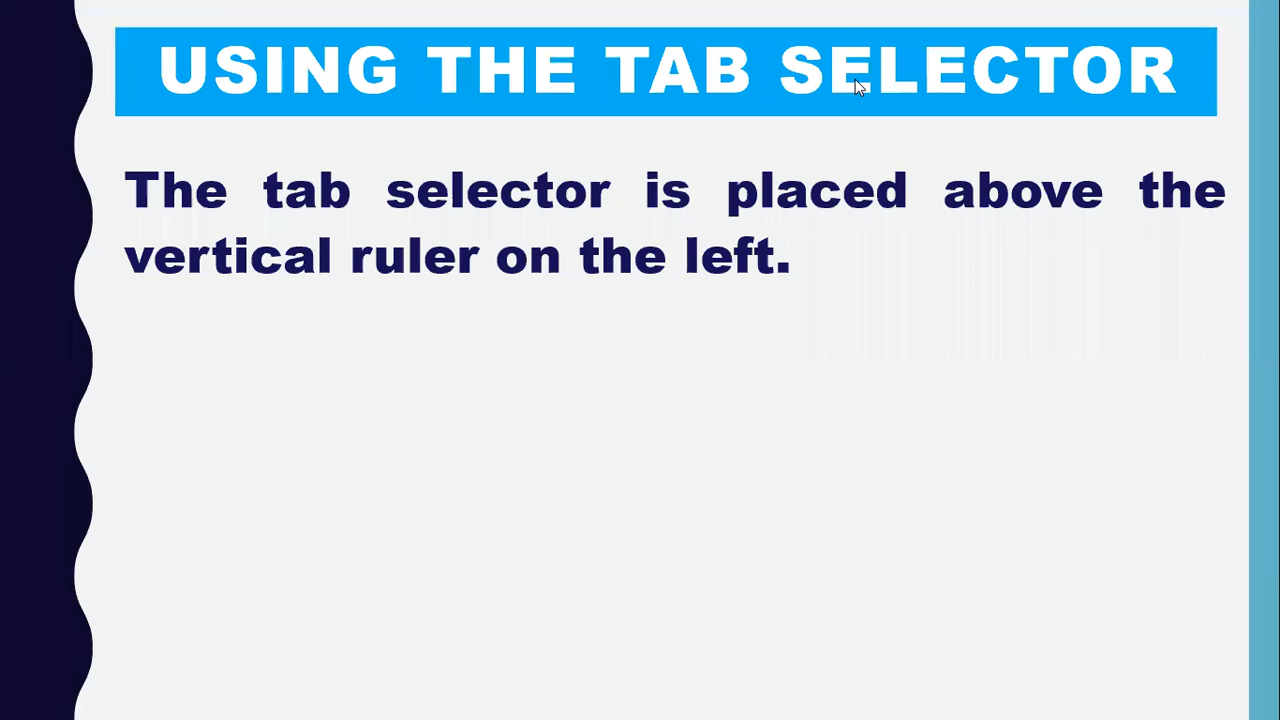 USING THE TAB SELECTOR
The tab selector is placed above the
vertical ruler on the left.